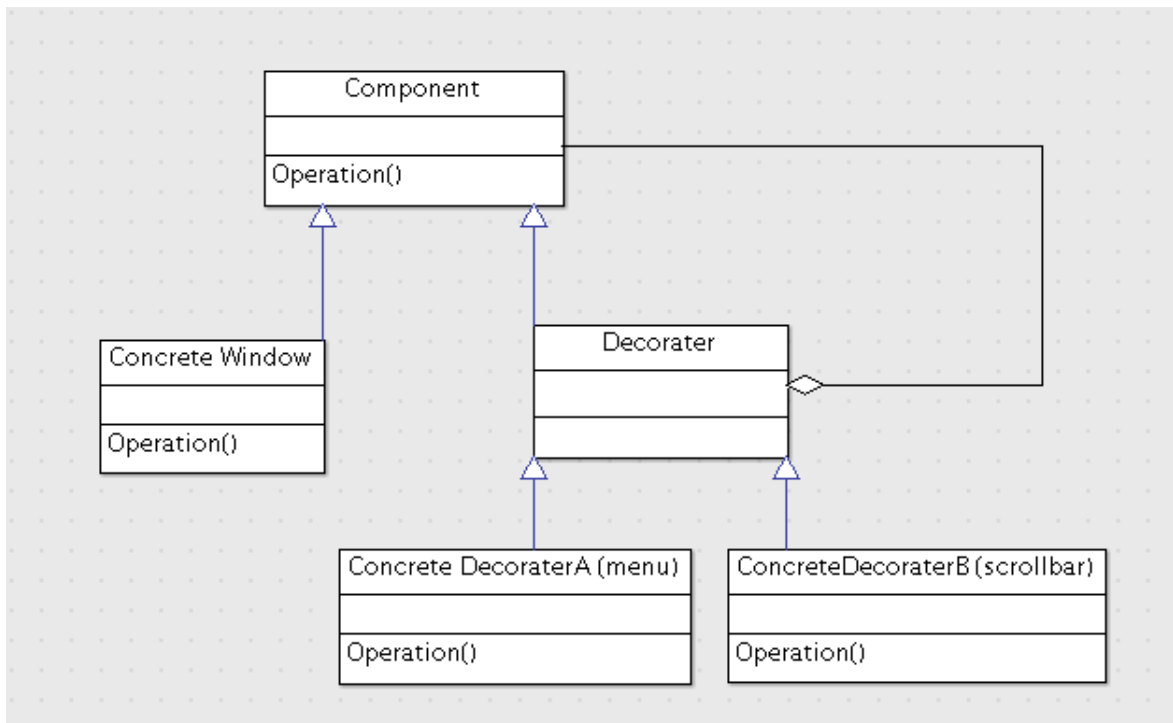 Component
Operation()
Concrete Window
Operation()
Decorater
Concrete DecoraterA (menu)
Operation()
ConcreteDecoraterB (scrollbar)
Operation()